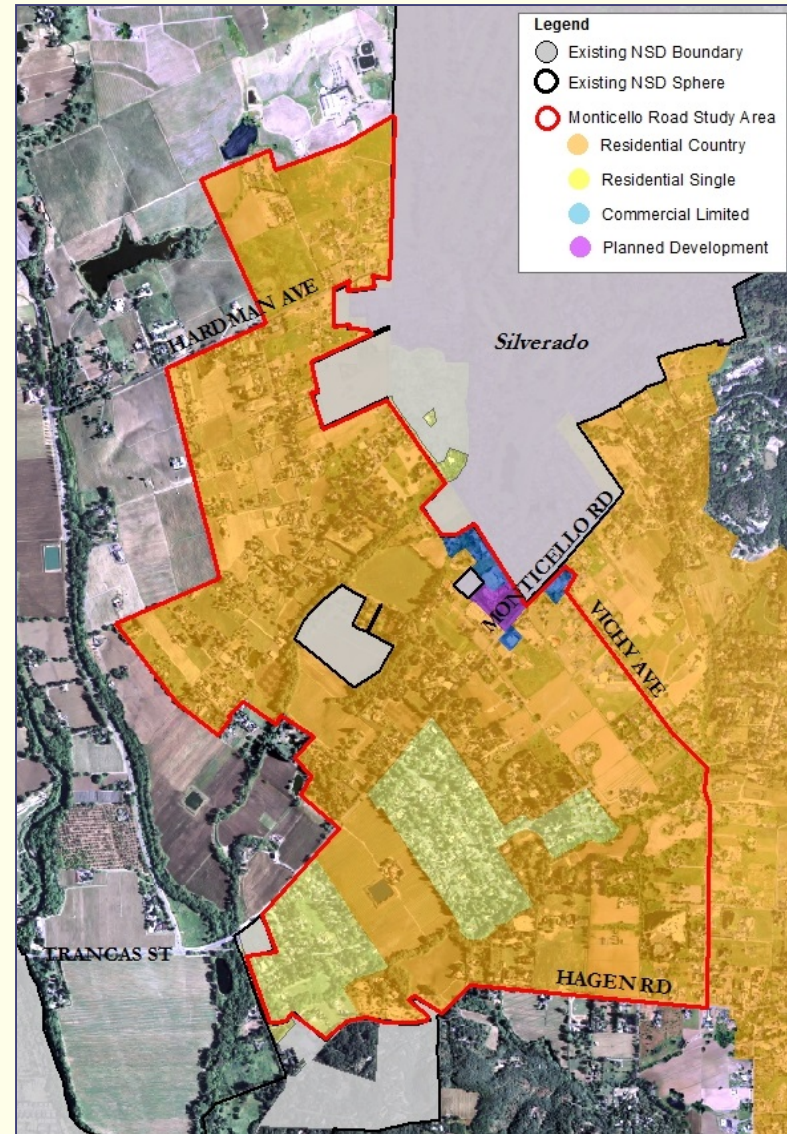 Legend
Existing NSD Boundary
Existing NSD Sphere
Monticello Road Study Area
Residential Country
Residential Single
Commercial Limited
Planned Development
HARDMAN AVE
Silverado
MONTICELLO RD
VICHY AVE
TRANCAS ST
HAGEN RD